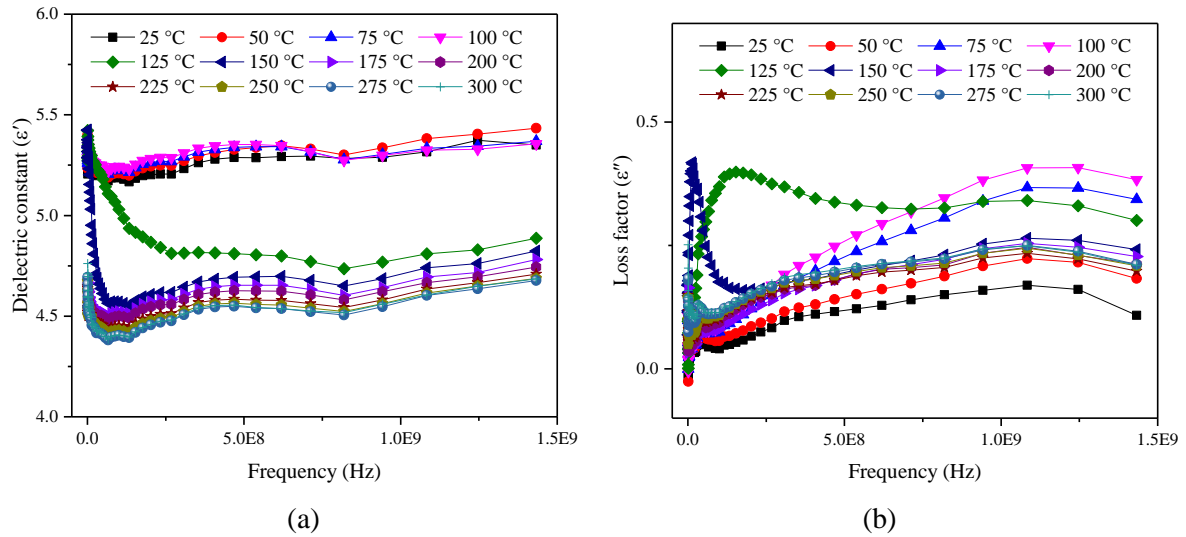 6.0
5.5
5.0
4.5
4.0
Dielectric constant (ε′)
25 °C 50 °C 75 °C 100 °C
125 °C 150 °C 175 °C 200 °C
225 °C 250 °C 275 °C 300 °C
0.0 5.0E8 1.0E9 1.5E9
Frequency (Hz)
(a)
0.5
0.0
Loss factor (ε″)
25 °C 50 °C 75 °C 100 °C
125 °C 150 °C 175 °C 200 °C
225 °C 250 °C 275 °C 300 °C
0.0 5.0E8 1.0E9 1.5E9
Frequency (Hz)
(b)